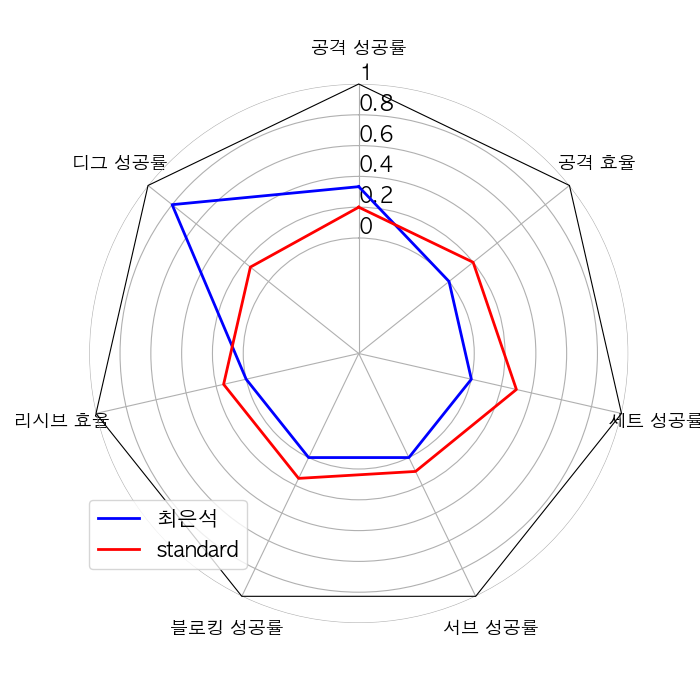 공격 성공률
1
0.8
0.6
0.4
0.2
0
디그 성공률
공격 효율
리시브 효율
세트 성공률
블로킹 성공률
서브 성공률
최은석
standard